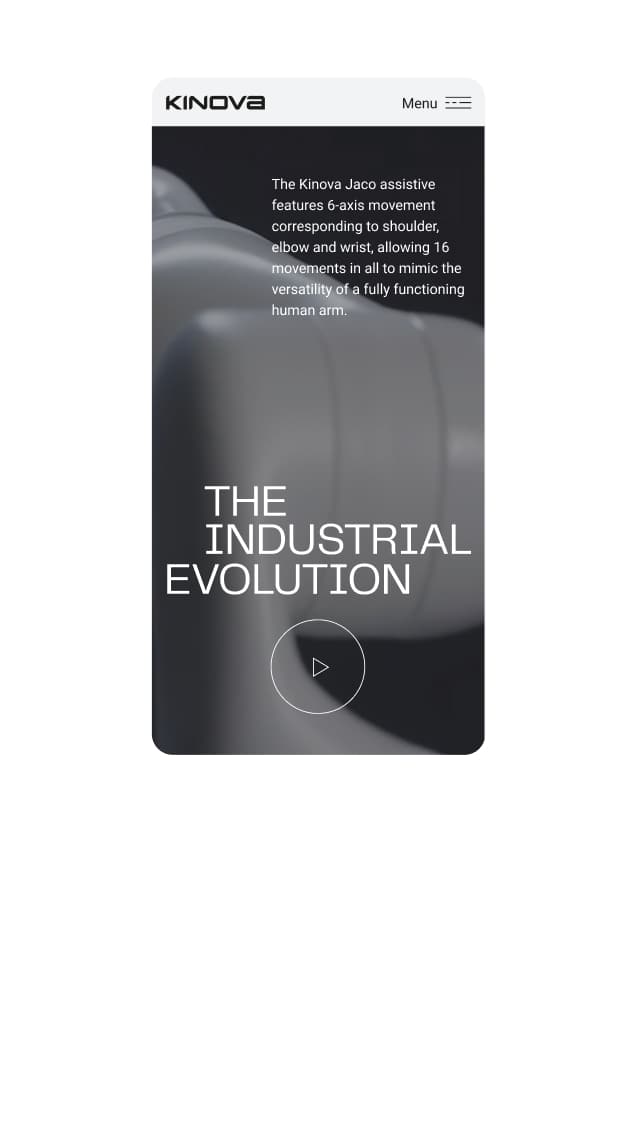 KINOVA
Menu
The Kinova Jaco assistive
features 6-axis movement
corresponding to shoulder,
elbow and wrist, allowing 16
movements in all to mimic the
versatility of a fully functioning
human arm.
THE
INDUSTRIAL
EVOLUTION